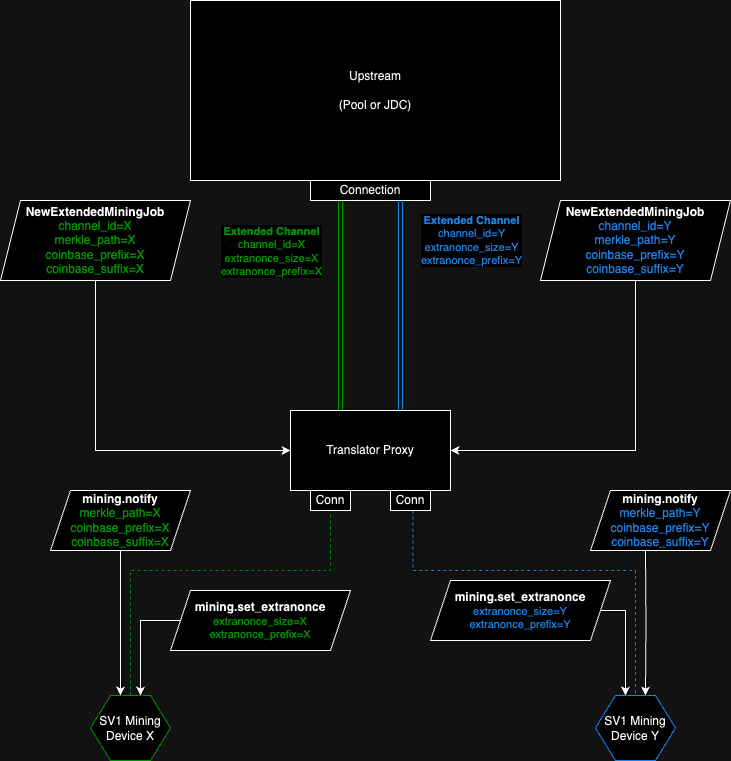 Upstream
(Pool or JDC)
Connection
NewExtendedMiningJob
channel_id=X
merkle_path=X
coinbase_prefix=X
coinbase_suffix=X
Extended Channel
channel_id=X
extranonce_size=X
extranonce_prefix=X
Extended Channel
channel_id=Y
extranonce_size=Y
extranonce_prefix=Y
NewExtendedMiningJob
channel_id=Y
merkle_path=Y
coinbase_prefix=Y
coinbase_suffix=Y
Translator Proxy
Conn
Conn
mining.notify
merkle_path=X
coinbase_prefix=X
coinbase_suffix=X
mining.notify
merkle_path=Y
coinbase_prefix=Y
coinbase_suffix=Y
mining.set_extranonce
extranonce_size=X
extranonce_prefix=X
mining.set_extranonce
extranonce_size=Y
extranonce_prefix=Y
SV1 Mining
Device X
SV1 Mining
Device Y